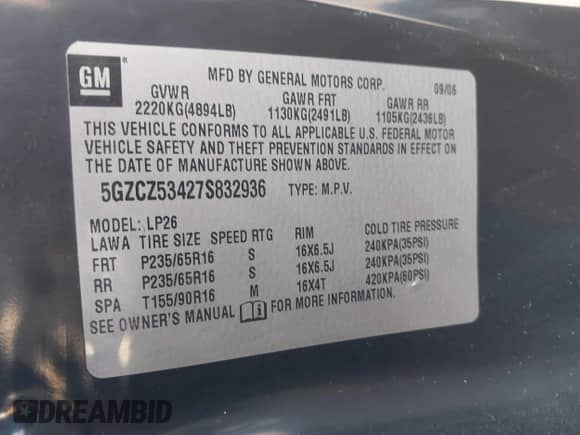 GM
MFD BY GENERAL MOTORS CORP. 09/06
GVWR GAWR FRT GAWR RR
2220KG(4894LB) 1130KG(2491LB) 1105KG(2436LB)
THIS VEHICLE CONFORMS TO ALL APPLICABLE U.S. FEDERAL MOTOR
VEHICLE SAFETY AND THEFT PREVENTION STANDARDS IN EFFECT ON
THE DATE OF MANUFACTURE SHOWN ABOVE.
5GZCZ53427S832936 TYPE: M.P.V.
MODEL: LP26
LAWA TIRE SIZE SPEED RTG RIM COLD TIRE PRESSURE
FRT P235/65R16 S 16X6.5J 240KPA(35PSI)
RR P235/65R16 S 16X6.5J 240KPA(35PSI)
SPA T155/90R16 M 16X4T 420KPA(60PSI)
SEE OWNER'S MANUAL FOR MORE INFORMATION.
DREAMBID